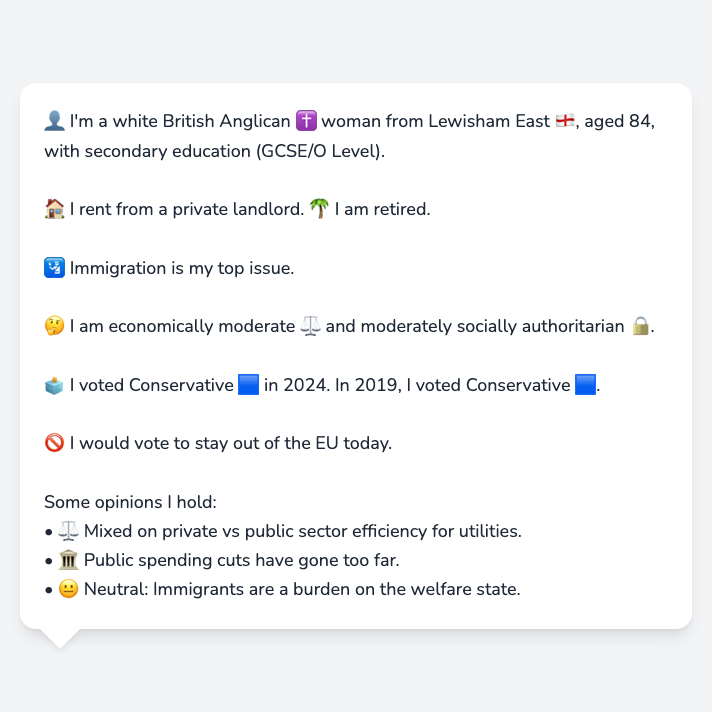 👤 I'm a white British Anglican ✝️ woman from Lewisham East 🏴󠁧󠁢󠁥󠁮󠁧󠁿, aged 84,
with secondary education (GCSE/O Level).
🏠 I rent from a private landlord. 🌴 I am retired.
🛂 Immigration is my top issue.
🤔 I am economically moderate ⚖️ and moderately socially authoritarian 🔒.
🗳️ I voted Conservative 🟦 in 2024. In 2019, I voted Conservative 🟦.
🚫 I would vote to stay out of the EU today.
Some opinions I hold:
• ⚖️ Mixed on private vs public sector efficiency for utilities.
• 🏛️ Public spending cuts have gone too far.
• 😐 Neutral: Immigrants are a burden on the welfare state.